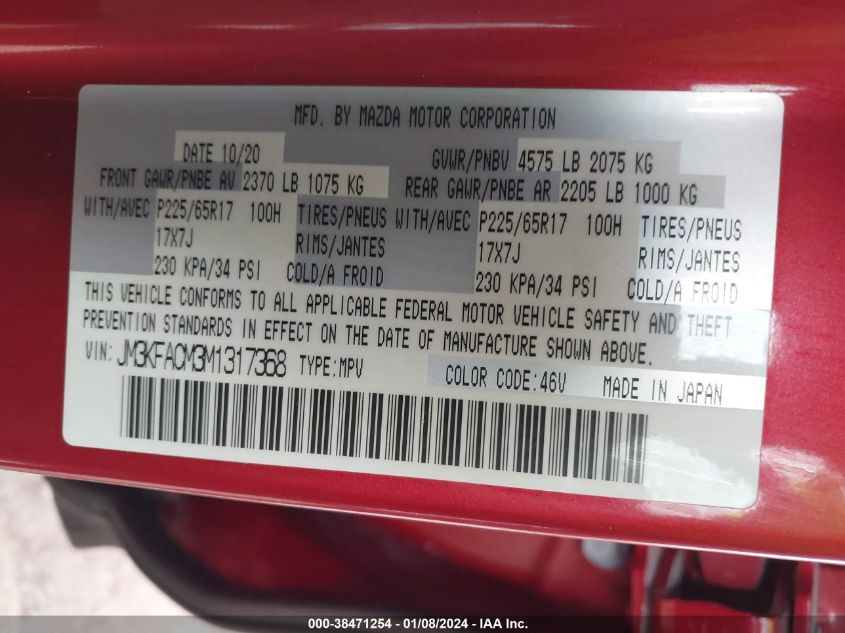 MFD. BY MAZDA MOTOR CORPORATION
DATE 10/20 GVWR/PNBV 4575 LB 2075 KG
FRONT GAWR/PNBE AV 2370 LB 1075 KG REAR GAWR/PNBE AR 2205 LB 1000 KG
WITH/AVEC P225/65R17 100H TIRES/PNEUS WITH/AVEC P225/65R17 100H TIRES/PNEUS
17X7J RIMS/JANTES 17X7J RIMS/JANTES
230 KPA/34 PSI COLD/A FROID 230 KPA/34 PSI COLD/A FROID
THIS VEHICLE CONFORMS TO ALL APPLICABLE FEDERAL MOTOR VEHICLE SAFETY AND THEFT
PREVENTION STANDARDS IN EFFECT ON THE DATE OF MANUFACTURE SHOWN ABOVE.
VIN: JM3KFACM3M1317368 TYPE:MPV COLOR CODE:46V MADE IN JAPAN
000-38471254 - 01/08/2024 - IAA Inc.